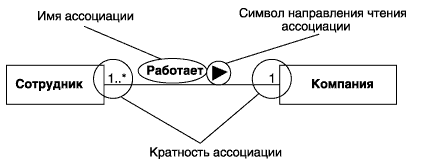 Имя ассоциации
Символ направления чтения
ассоциации
Работает
Сотрудник
1..*
1
Компания
Кратность ассоциации